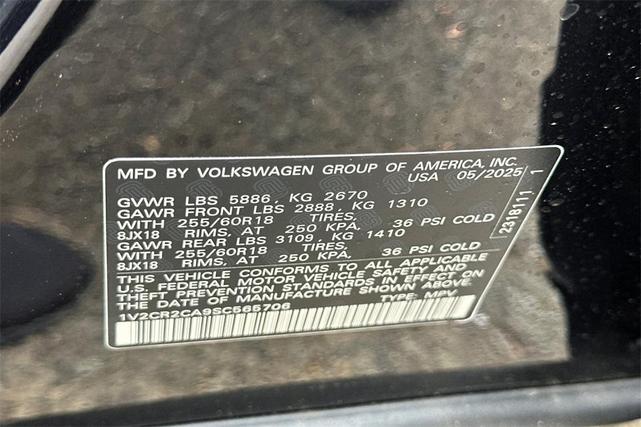 MFD BY VOLKSWAGEN GROUP OF AMERICA, INC.
USA 05/2025
GVWR LBS 5886, KG 2670
GAWR FRONT LBS 2888, KG 1310
WITH 255/60R18 TIRES,
8JX18 RIMS, AT 250 KPA, 36 PSI COLD
GAWR REAR LBS 3109, KG 1410
WITH 255/60R18 TIRES,
8JX18 RIMS, AT 250 KPA, 36 PSI COLD
THIS VEHICLE CONFORMS TO ALL APPLICABLE
U.S. FEDERAL MOTOR VEHICLE SAFETY AND
THEFT PREVENTION STANDARDS IN EFFECT ON
THE DATE OF MANUFACTURE SHOWN ABOVE.
1V2CR2CA9SC565706 TYPE: MPV
2318111 1